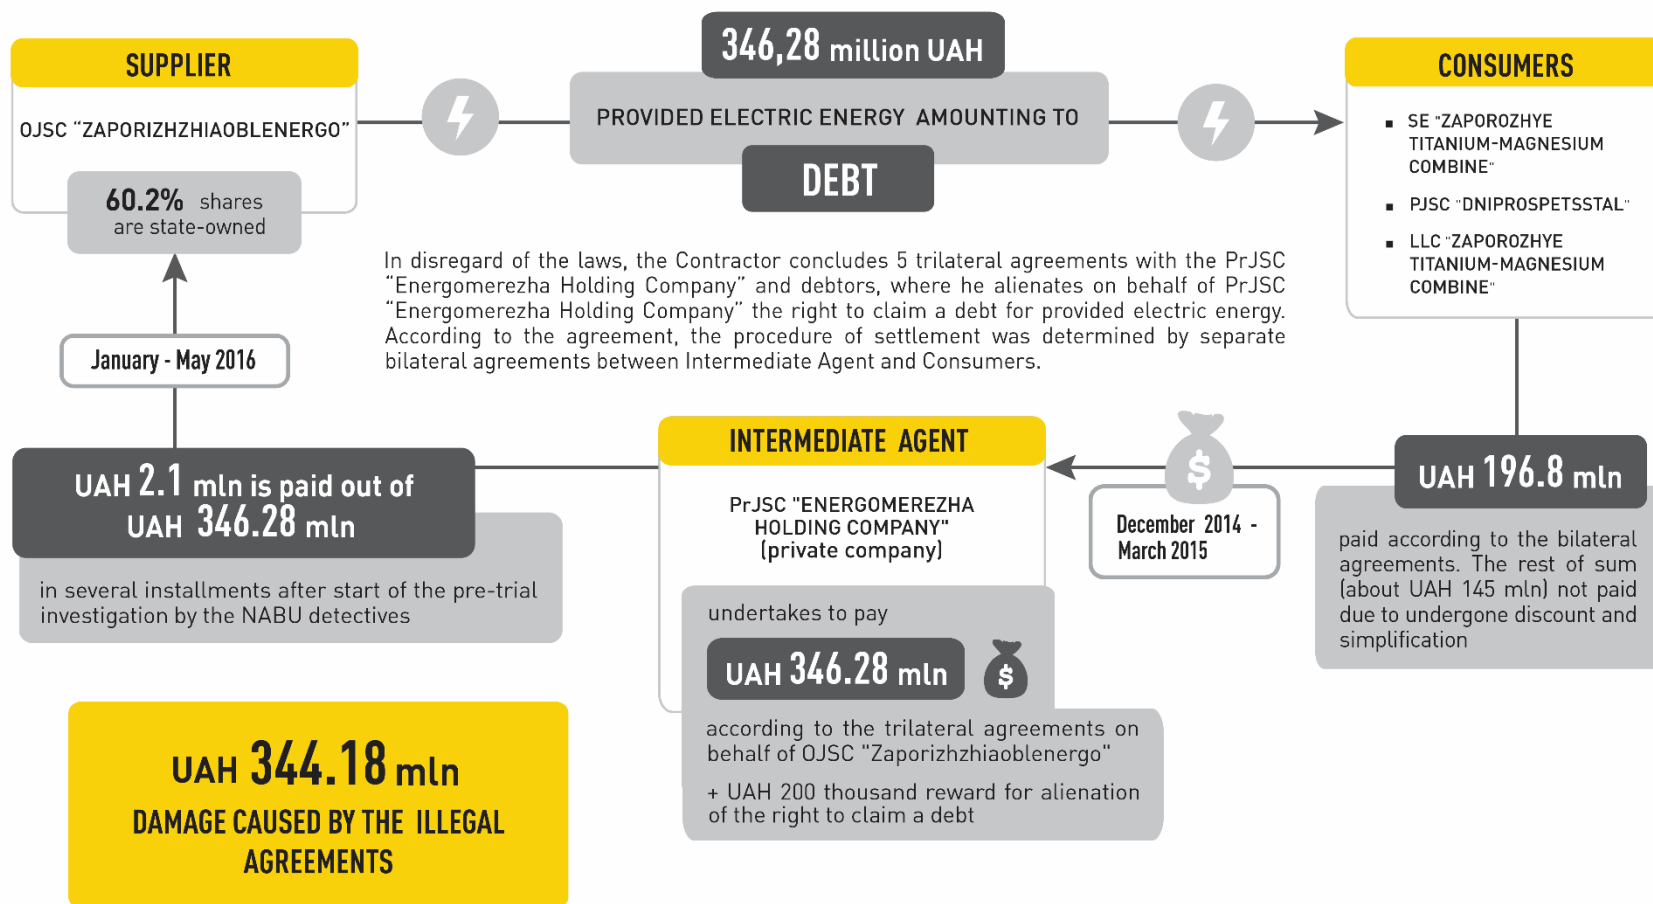 SUPPLIER
OJSC “ZAPORIZHZHIAOBLENERGO”
60.2% shares
are state-owned
346,28 million UAH
PROVIDED ELECTRIC ENERGY AMOUNTING TO
DEBT
CONSUMERS
▪ SE "ZAPOROZHYE
TITANIUM-MAGNESIUM
COMBINE"
▪ PJSC "DNIPROSPETSSTAL"
▪ LLC "ZAPOROZHYE
TITANIUM-MAGNESIUM
COMBINE"
In disregard of the laws, the Contractor concludes 5 trilateral agreements with the PrJSC
“Energomerezha Holding Company” and debtors, where he alienates on behalf of PrJSC
“Energomerezha Holding Company” the right to claim a debt for provided electric energy.
According to the agreement, the procedure of settlement was determined by separate
bilateral agreements between Intermediate Agent and Consumers.
January - May 2016
UAH 2.1 mln is paid out of
UAH 346.28 mln
in several installments after start of the pre-trial
investigation by the NABU detectives
INTERMEDIATE AGENT
PrJSC "ENERGOMEREZHA
HOLDING COMPANY"
(private company)
undertakes to pay
UAH 346.28 mln
$
according to the trilateral agreements on
behalf of OJSC "Zaporizhzhiaoblenergo"
+ UAH 200 thousand reward for alienation
of the right to claim a debt
$
December 2014 -
March 2015
UAH 196.8 mln
paid according to the bilateral
agreements. The rest of sum
(about UAH 145 mln) not paid
due to undergone discount and
simplification
UAH 344.18 mln
DAMAGE CAUSED BY THE ILLEGAL
AGREEMENTS